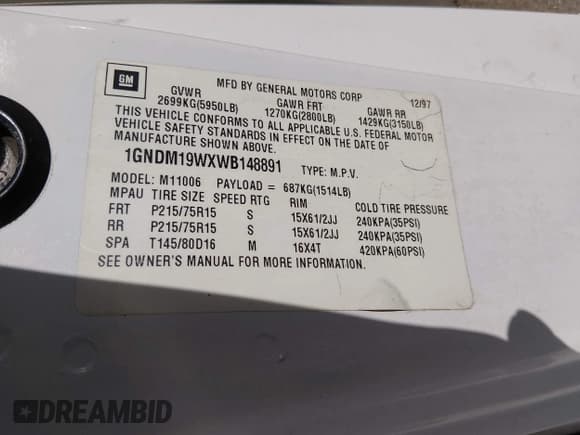 GM
MFD BY GENERAL MOTORS CORP 12/97
GVWR GAWR FRT GAWR RR
2699KG(5950LB) 1270KG(2800LB) 1429KG(3150LB)
THIS VEHICLE CONFORMS TO ALL APPLICABLE U.S. FEDERAL MOTOR
VEHICLE SAFETY STANDARDS IN EFFECT ON THE DATE OF
MANUFACTURE SHOWN ABOVE.
1GNDM19WXWB148891 TYPE: M.P.V.
MODEL: M11006 PAYLOAD = 687KG(1514LB)
MPAU TIRE SIZE SPEED RTG RIM COLD TIRE PRESSURE
FRT P215/75R15 S 15X61/2JJ 240KPA(35PSI)
RR P215/75R15 S 15X61/2JJ 240KPA(35PSI)
SPA T145/80D16 M 16X4T 420KPA(60PSI)
SEE OWNER'S MANUAL FOR MORE INFORMATION.
DREAMBID